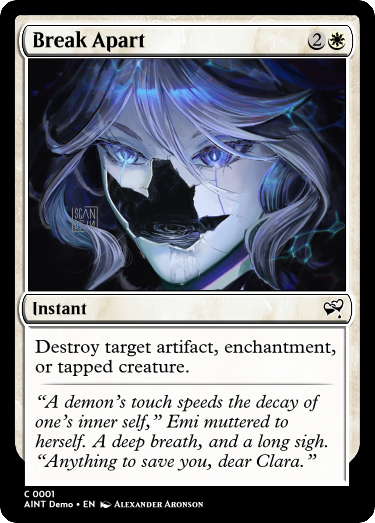 Break Apart 2
Instant
Destroy target artifact, enchantment,
or tapped creature.
“A demon’s touch speeds the decay of
one’s inner self,” Emi muttered to
herself. A deep breath, and a long sigh.
“Anything to save you, dear Clara.”
C 0001
AINT Demo • EN Alexander Aronson